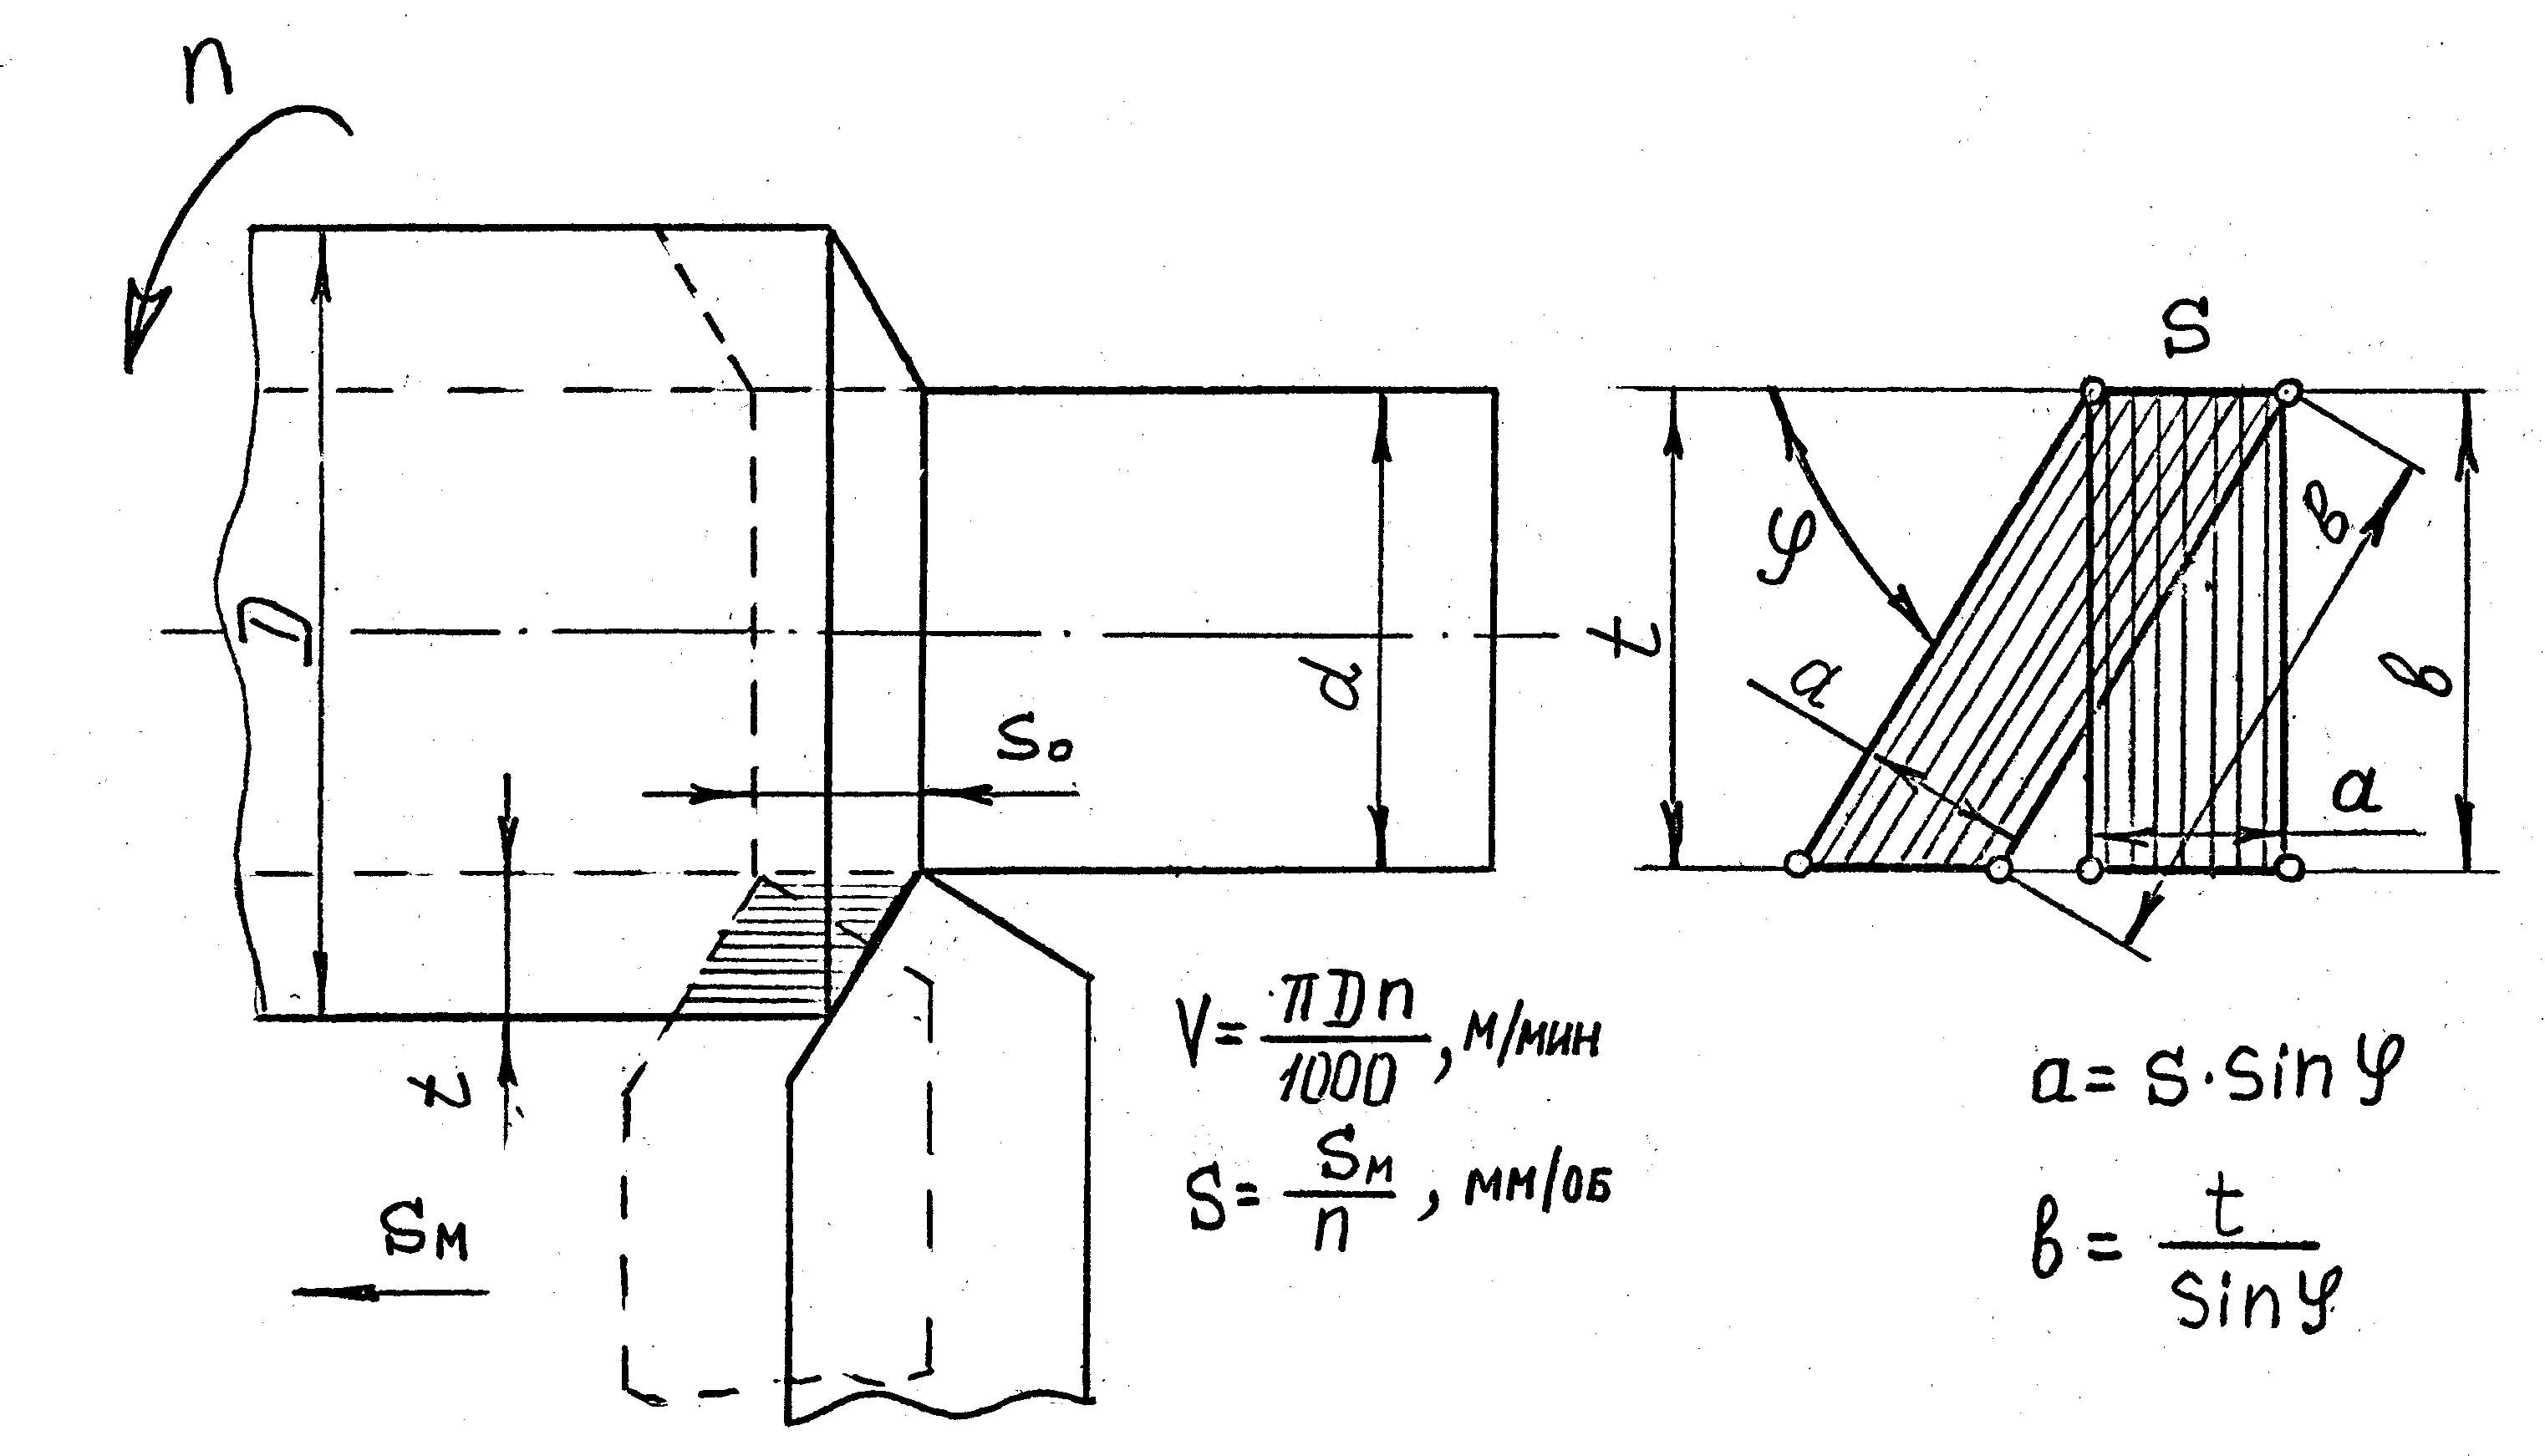 n
D
t
Sм
S₀
d
V = πDn/1000, м/мин
S = Sм/n, мм/об
S
φ
t
a
в
в
a
a = S·sinφ
в = t/sinφ